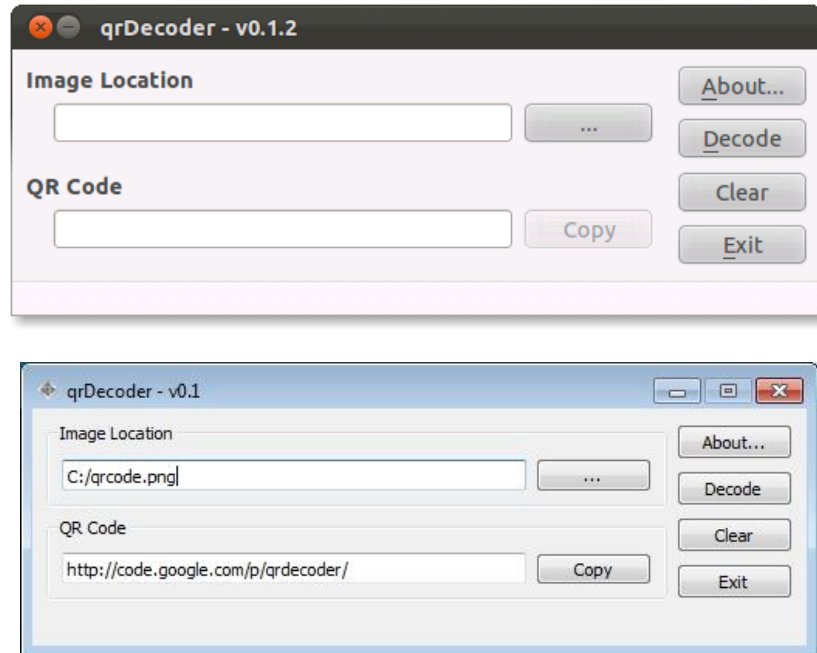 qrDecoder - v0.1.2
Image Location
About...
...
Decode
QR Code
Clear
Copy
Exit
qrDecoder - v0.1
Image Location
About...
C:/qrcode.png
...
Decode
QR Code
Clear
http://code.google.com/p/qrdecoder/
Copy
Exit